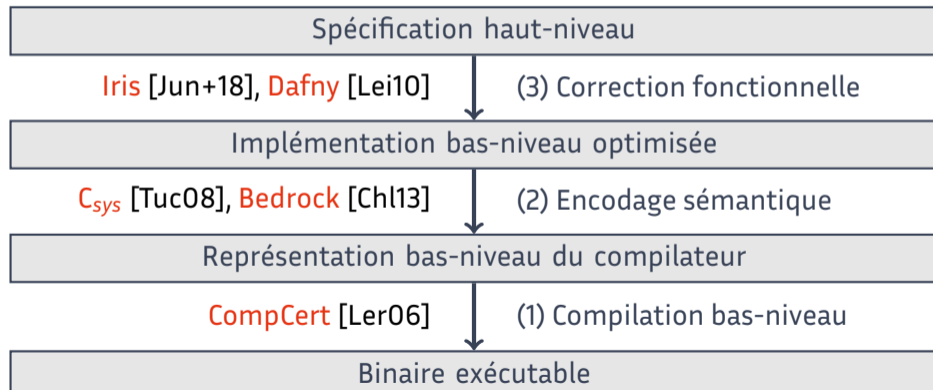 Spécification haut-niveau
Iris [Jun+18], Dafny [Lei10] (3) Correction fonctionnelle
Implémentation bas-niveau optimisée
Csys [Tuc08], Bedrock [Chl13] (2) Encodage sémantique
Représentation bas-niveau du compilateur
CompCert [Ler06] (1) Compilation bas-niveau
Binaire exécutable